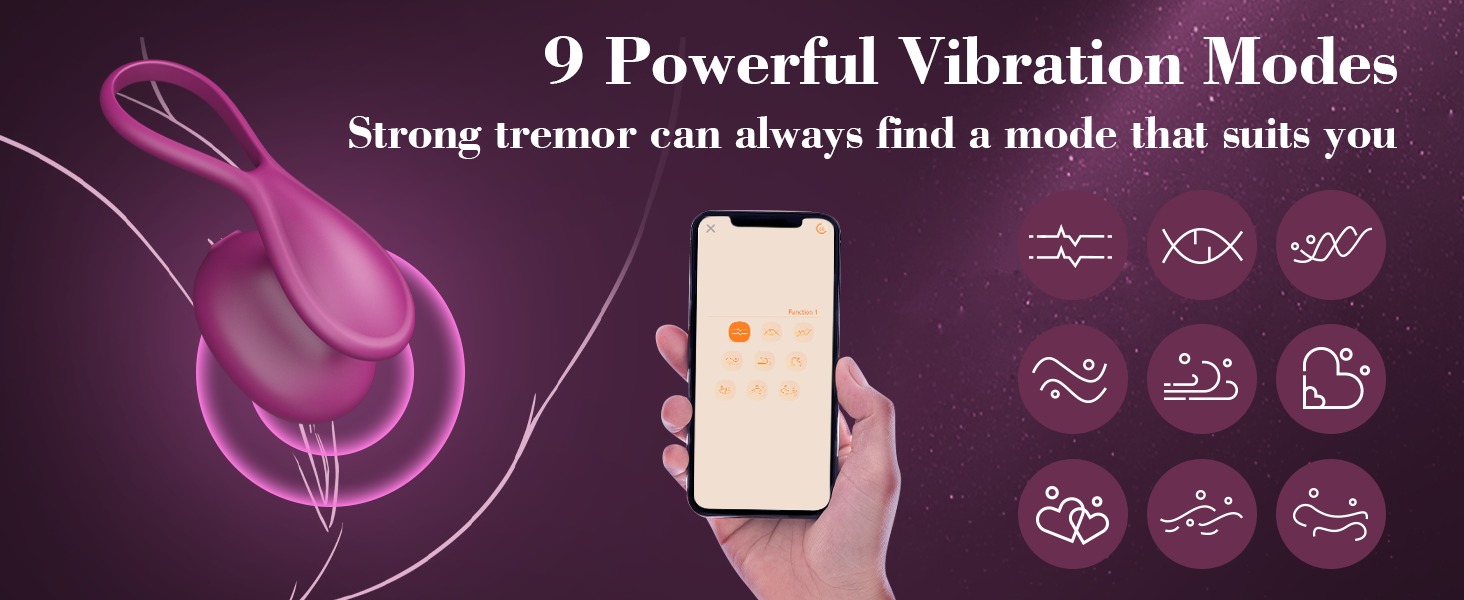 9 Powerful Vibration Modes
Strong tremor can always find a mode that suits you
Function 1